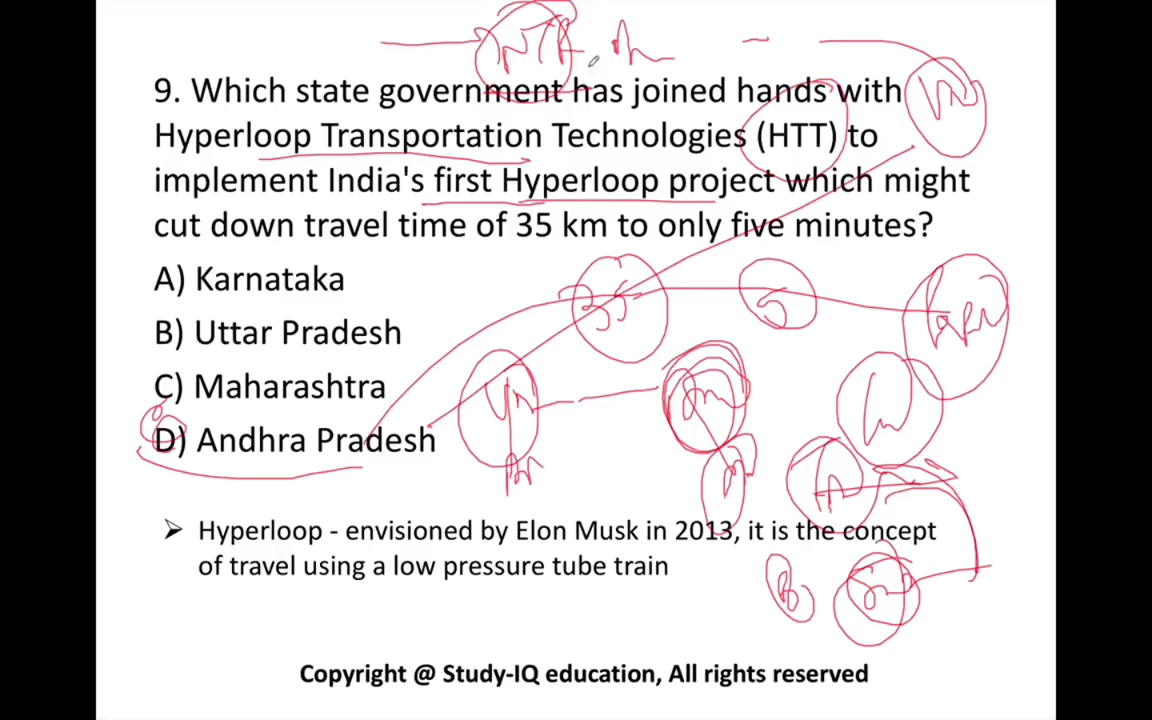 9. Which state government has joined hands with
Hyperloop Transportation Technologies (HTT) to
implement India's first Hyperloop project which might
cut down travel time of 35 km to only five minutes?
A) Karnataka
B) Uttar Pradesh
C) Maharashtra
D) Andhra Pradesh
➢ Hyperloop - envisioned by Elon Musk in 2013, it is the concept
of travel using a low pressure tube train
Copyright @ Study-IQ education, All rights reserved